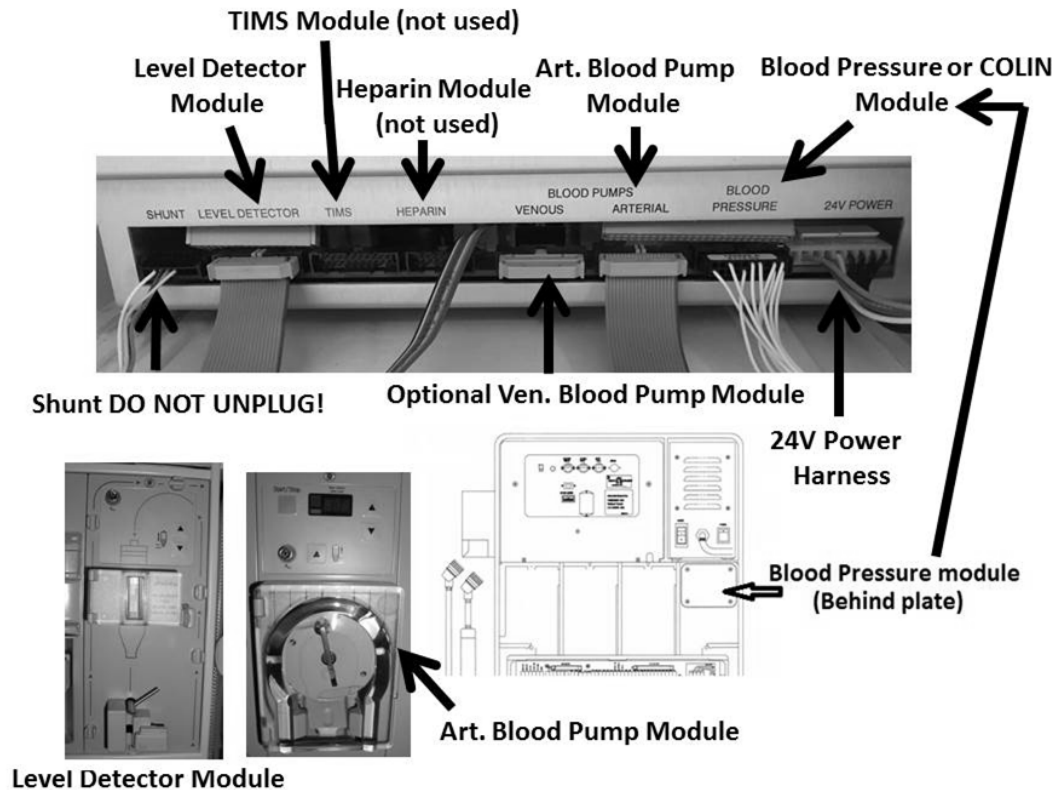 TIMS Module (not used)
Level Detector
Module
Heparin Module
(not used)
Art. Blood Pump
Module
Blood Pressure or COLIN
Module
SHUNT
LEVEL DETECTOR
TIMS
HEPARIN
BLOOD PUMPS
VENOUS
ARTERIAL
BLOOD
PRESSURE
24V POWER
Shunt DO NOT UNPLUG!
Optional Ven. Blood Pump Module
24V Power
Harness
Start/Stop
Blood Pressure module
(Behind plate)
Art. Blood Pump Module
Level Detector Module